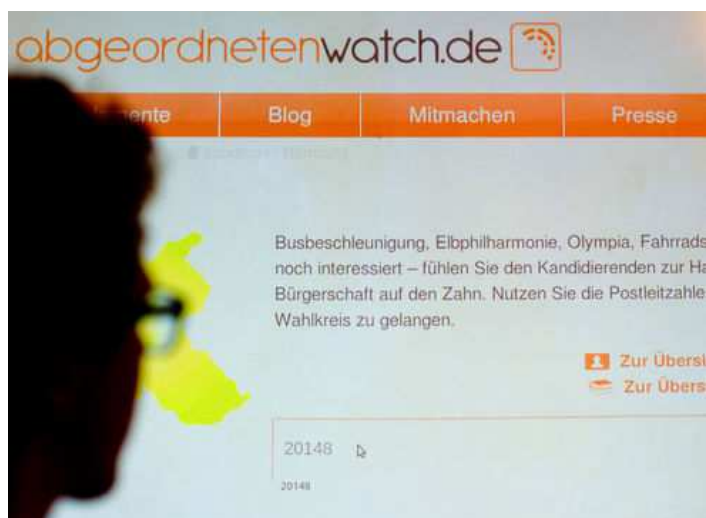 abgeordnetenwatch.de
mente Blog Mitmachen Presse
Busbeschleunigung, Elbphilharmonie, Olympia, Fahrrads
noch interessiert – fühlen Sie den Kandidierenden zur Ha
Bürgerschaft auf den Zahn. Nutzen Sie die Postleitzahle
Wahlkreis zu gelangen.
Zur Übersi
Zur Übers
20148
20148